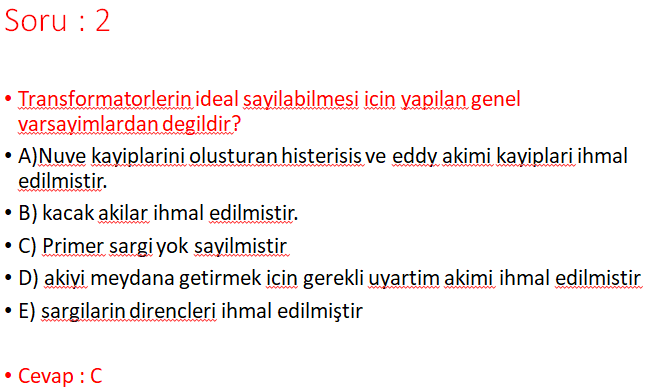 Soru : 2
• Transformatorlerin ideal sayilabilmesi icin yapilan genel
varsayimlardan degildir?
• A)Nuve kayiplarini olusturan histerisis ve eddy akimi kayiplari ihmal
edilmistir.
• B) kacak akilar ihmal edilmistir.
• C) Primer sargi yok sayilmistir
• D) akiyi meydana getirmek icin gerekli uyartim akimi ihmal edilmistir
• E) sargilarin direncleri ihmal edilmiştir
• Cevap : C